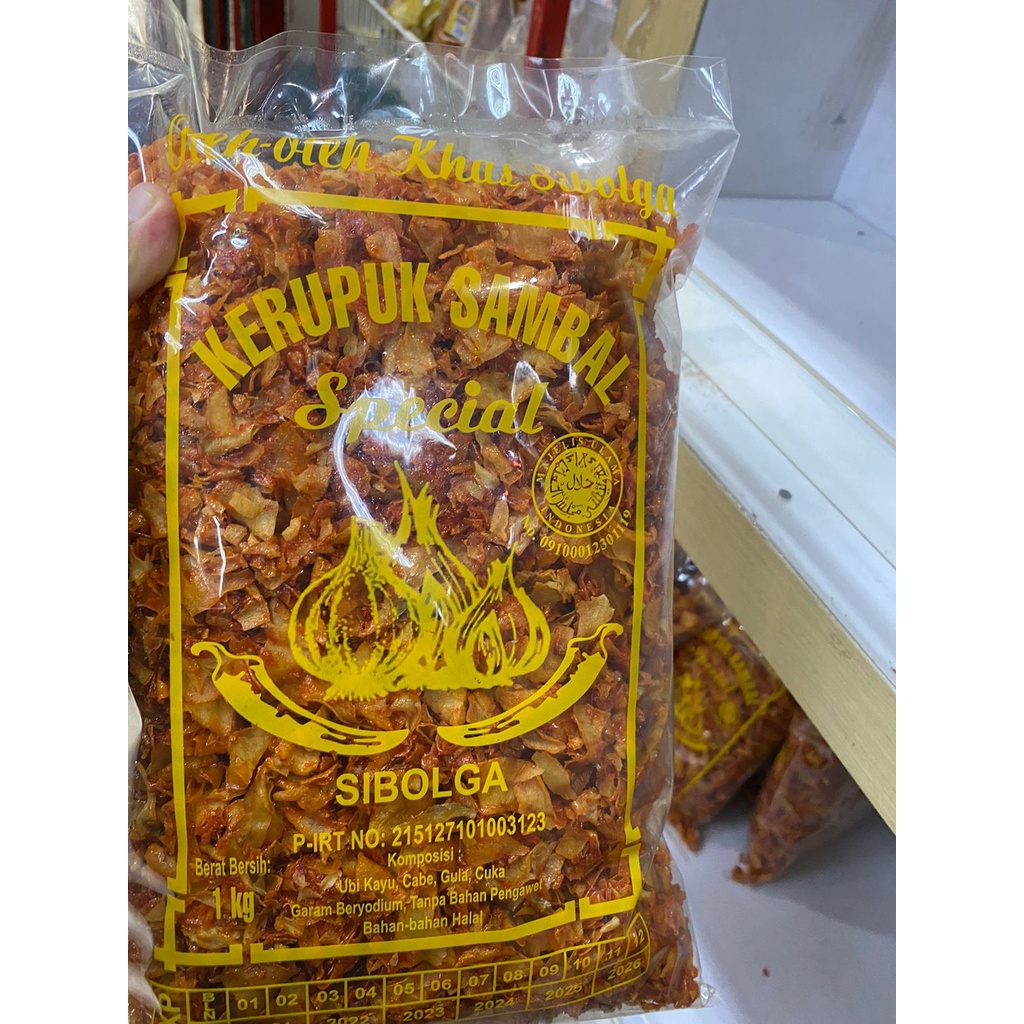 Oleh-oleh Khas Sibolga
KERUPUK SAMBAL
Special
MAJELIS ULAMA
حلال
INDONESIA
No. 09100012301119
SIBOLGA
P-IRT NO: 215127101003123
Komposisi :
Ubi Kayu, Cabe, Gula, Cuka
Garam Beryodium, Tanpa Bahan Pengawet
Bahan-bahan Halal
Berat Bersih:
1 kg
B 01 02 03 04 05 06 07 08 09 10 11 12
2022 2023 2024 2025 2026